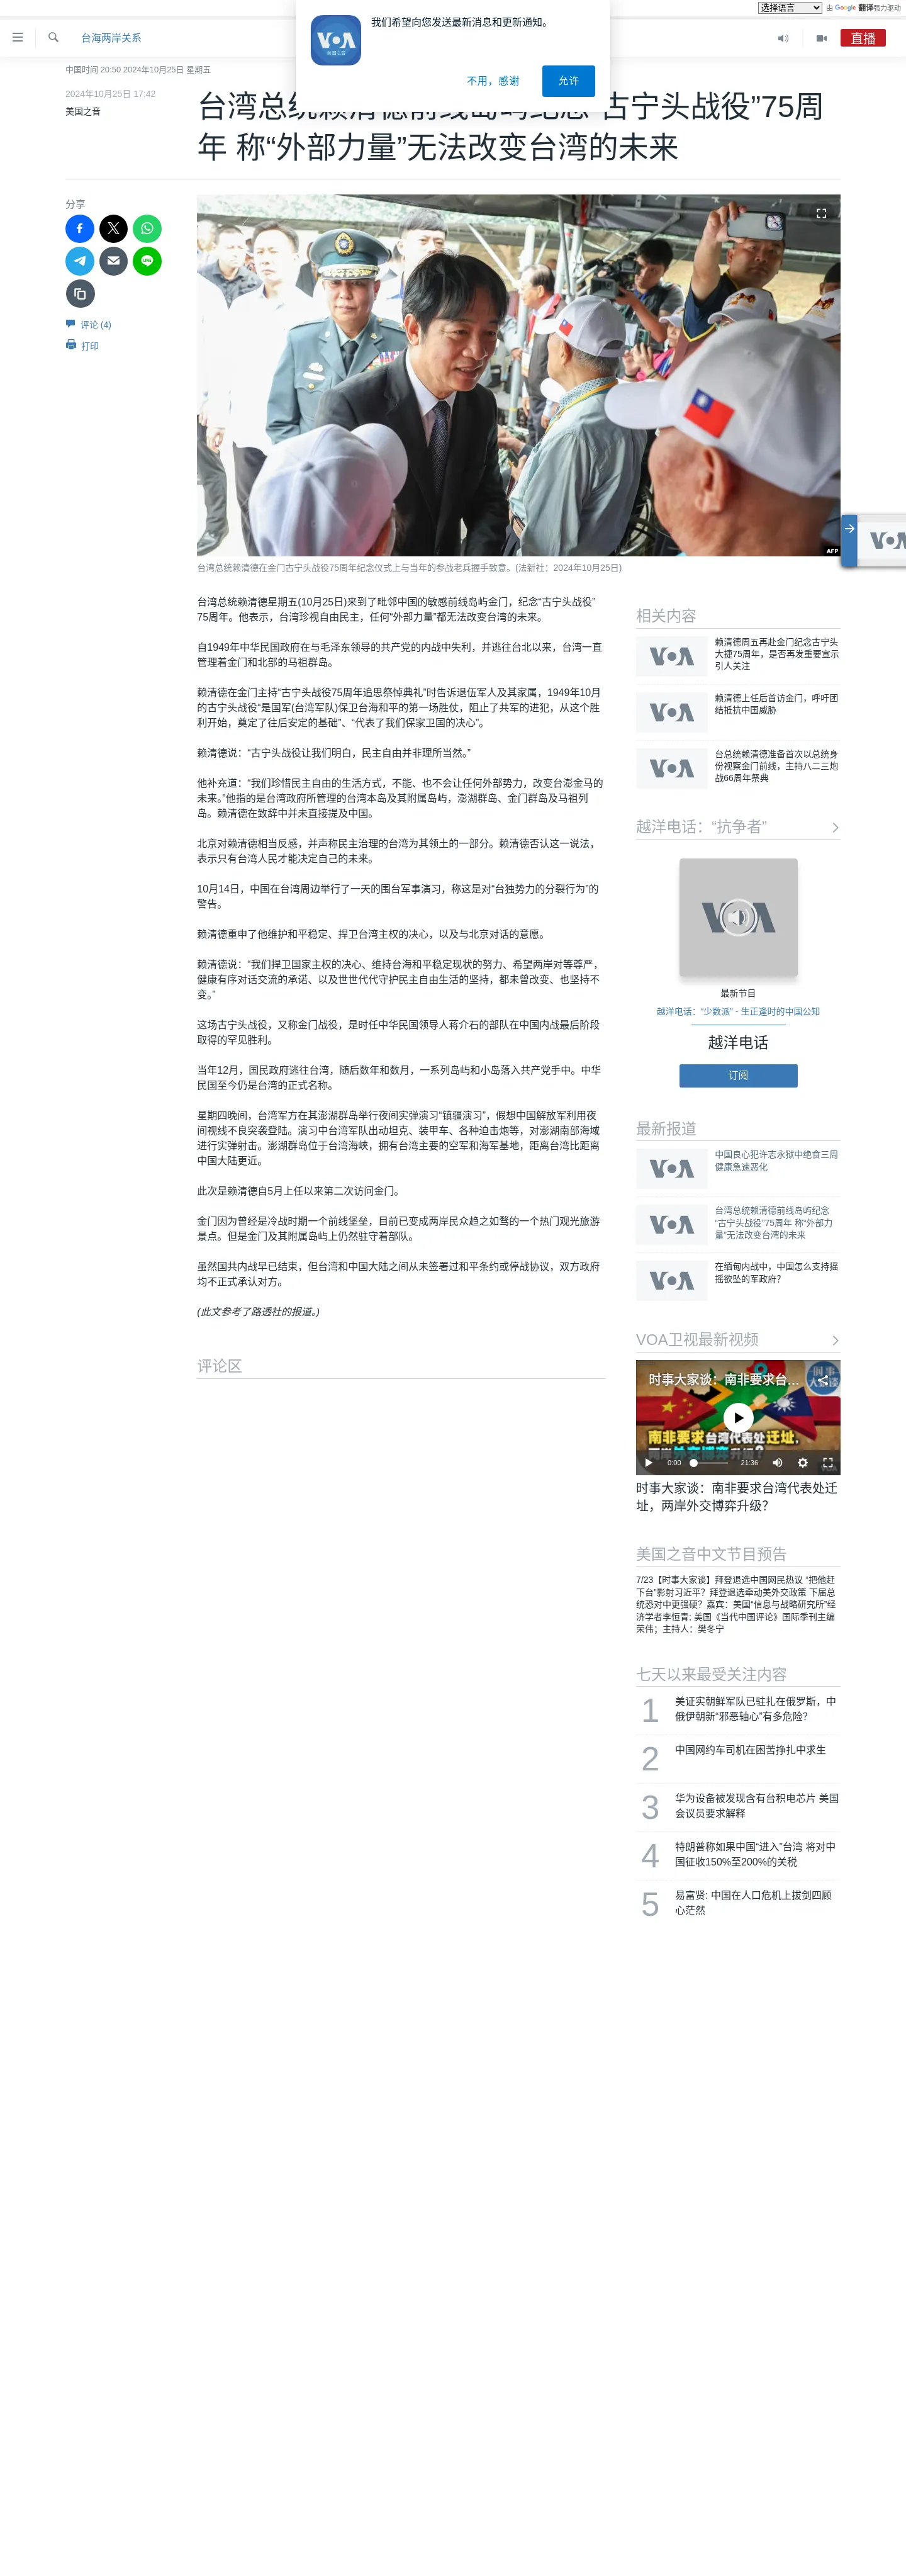 选择语言
由 Google 翻译强力驱动
台海两岸关系
直播
我们希望向您发送最新消息和更新通知。
不用，感谢
允许
中国时间 20:50 2024年10月25日 星期五
2024年10月25日 17:42
美国之音
古宁头战役”75周
年 称“外部力量”无法改变台湾的未来
分享
评论 (4)
打印
AFP
台湾总统赖清德在金门古宁头战役75周年纪念仪式上与当年的参战老兵握手致意。(法新社：2024年10月25日)
台湾总统赖清德星期五(10月25日)来到了毗邻中国的敏感前线岛屿金门，纪念“古宁头战役”
75周年。他表示，台湾珍视自由民主，任何“外部力量”都无法改变台湾的未来。
自1949年中华民国政府在与毛泽东领导的共产党的内战中失利，并逃往台北以来，台湾一直
管理着金门和北部的马祖群岛。
赖清德在金门主持“古宁头战役75周年追思祭悼典礼”时告诉退伍军人及其家属，1949年10月
的古宁头战役“是国军(台湾军队)保卫台海和平的第一场胜仗，阻止了共军的进犯，从这个胜
利开始，奠定了往后安定的基础”、“代表了我们保家卫国的决心”。
赖清德说：“古宁头战役让我们明白，民主自由并非理所当然。”
他补充道：“我们珍惜民主自由的生活方式，不能、也不会让任何外部势力，改变台澎金马的
未来。”他指的是台湾政府所管理的台湾本岛及其附属岛屿，澎湖群岛、金门群岛及马祖列
岛。赖清德在致辞中并未直接提及中国。
北京对赖清德相当反感，并声称民主治理的台湾为其领土的一部分。赖清德否认这一说法，
表示只有台湾人民才能决定自己的未来。
10月14日，中国在台湾周边举行了一天的围台军事演习，称这是对“台独势力的分裂行为”的
警告。
赖清德重申了他维护和平稳定、捍卫台湾主权的决心，以及与北京对话的意愿。
赖清德说：“我们捍卫国家主权的决心、维持台海和平稳定现状的努力、希望两岸对等尊严，
健康有序对话交流的承诺、以及世世代代守护民主自由生活的坚持，都未曾改变、也坚持不
变。”
这场古宁头战役，又称金门战役，是时任中华民国领导人蒋介石的部队在中国内战最后阶段
取得的罕见胜利。
当年12月，国民政府逃往台湾，随后数年和数月，一系列岛屿和小岛落入共产党手中。中华
民国至今仍是台湾的正式名称。
星期四晚间，台湾军方在其澎湖群岛举行夜间实弹演习“镇疆演习”，假想中国解放军利用夜
间视线不良突袭登陆。演习中台湾军队出动坦克、装甲车、各种迫击炮等，对澎湖南部海域
进行实弹射击。澎湖群岛位于台湾海峡，拥有台湾主要的空军和海军基地，距离台湾比距离
中国大陆更近。
此次是赖清德自5月上任以来第二次访问金门。
金门因为曾经是冷战时期一个前线堡垒，目前已变成两岸民众趋之如骛的一个热门观光旅游
景点。但是金门及其附属岛屿上仍然驻守着部队。
虽然国共内战早已结束，但台湾和中国大陆之间从未签署过和平条约或停战协议，双方政府
均不正式承认对方。
(此文参考了路透社的报道。)
评论区
相关内容
赖清德周五再赴金门纪念古宁头
大捷75周年，是否再发重要宣示
引人关注
赖清德上任后首访金门，呼吁团
结抵抗中国威胁
台总统赖清德准备首次以总统身
份视察金门前线，主持八二三炮
战66周年祭典
越洋电话：“抗争者”
最新节目
越洋电话：“少数派” - 生正逢时的中国公知
越洋电话
订阅
最新报道
中国良心犯许志永狱中绝食三周
健康急速恶化
台湾总统赖清德前线岛屿纪念
“古宁头战役”75周年 称“外部力
量”无法改变台湾的未来
在缅甸内战中，中国怎么支持摇
摇欲坠的军政府？
VOA卫视最新视频
时事大家谈：南非要求台...
南非要求台湾代表处迁址，
两岸外交博弈升级？
0:00
21:36
时事大家谈：南非要求台湾代表处迁
址，两岸外交博弈升级？
美国之音中文节目预告
7/23【时事大家谈】拜登退选中国网民热议 “把他赶
下台”影射习近平？拜登退选牵动美外交政策 下届总
统恐对中更强硬？嘉宾：美国“信息与战略研究所”经
济学者李恒青; 美国《当代中国评论》国际季刊主编
荣伟；主持人：樊冬宁
七天以来最受关注内容
1 美证实朝鲜军队已驻扎在俄罗斯，中
俄伊朝新“邪恶轴心”有多危险？
2 中国网约车司机在困苦挣扎中求生
3 华为设备被发现含有台积电芯片 美国
会议员要求解释
4 特朗普称如果中国“进入”台湾 将对中
国征收150%至200%的关税
5 易富贤: 中国在人口危机上拔剑四顾
心茫然